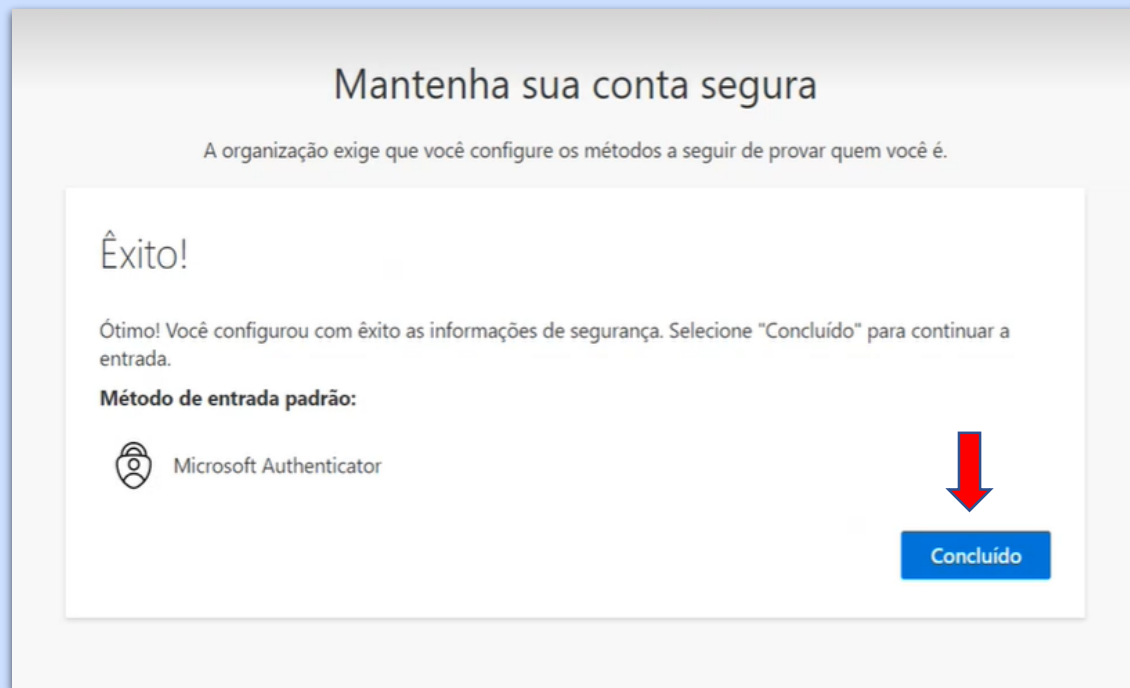 Mantenha sua conta segura
A organização exige que você configure os métodos a seguir de provar quem você é.
Êxito!
Ótimo! Você configurou com êxito as informações de segurança. Selecione "Concluído" para continuar a
entrada.
Método de entrada padrão:
Microsoft Authenticator
Concluído